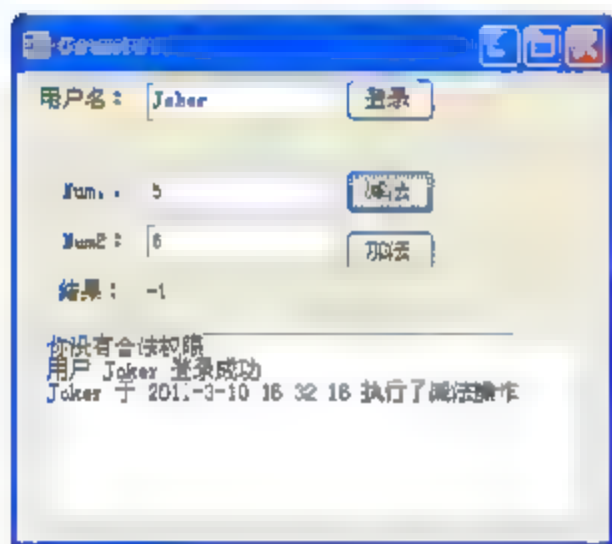 用户名： Joker 登录
5 减法
Num2： 6 加法
结果： -1
你没有合法权限
用户 Joker 登录成功
Joker 于 2011-3-10 16 32 16 执行了减法操作